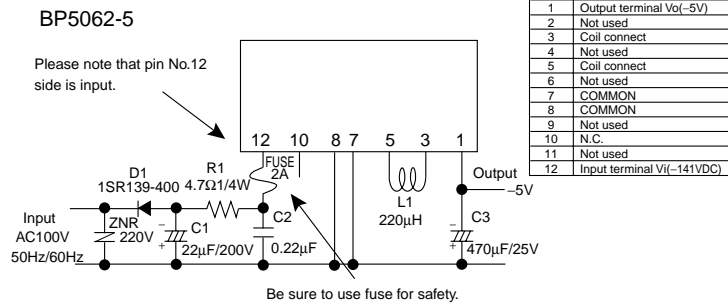 BP5062-5
Please note that pin No.12
side is input.
12 10 8 7 5 3 1
FUSE
2A
D1
1SR139-400
R1
4.7Ω1/4W
L1
220μH
Output
−5V
Input
AC100V
50Hz/60Hz
ZNR
220V
−
+
C1
22μF/200V
C2
0.22μF
−
+
C3
470μF/25V
Be sure to use fuse for safety.
1 Output terminal Vo(−5V)
2 Not used
3 Coil connect
4 Not used
5 Coil connect
6 Not used
7 COMMON
8 COMMON
9 Not used
10 N.C.
11 Not used
12 Input terminal Vi(−141VDC)